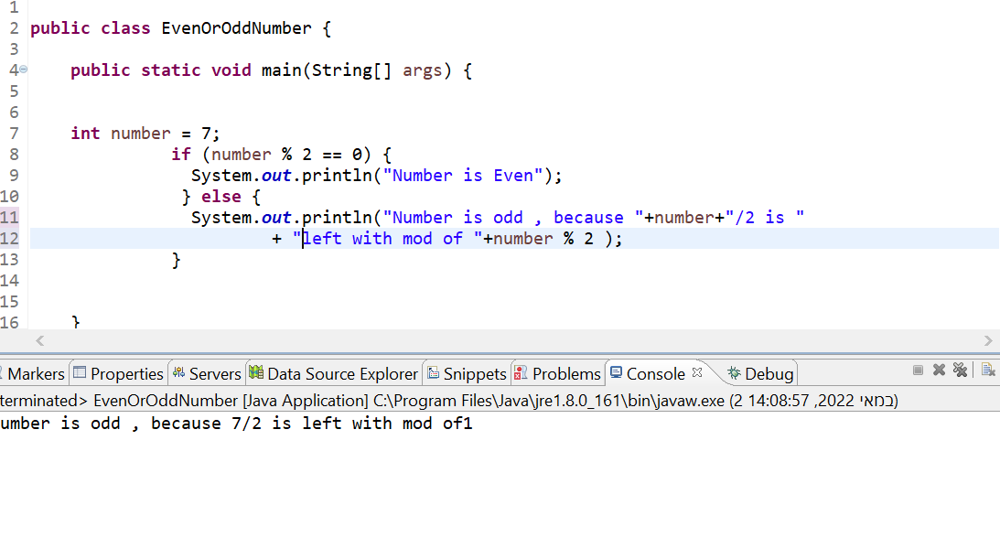 1
2 public class EvenOrOddNumber {
3
4 public static void main(String[] args) {
5
6
7 int number = 7;
8 if (number % 2 == 0) {
9 System.out.println("Number is Even");
10 } else {
11 System.out.println("Number is odd , because "+number+"/2 is "
12 + "left with mod of "+number % 2 );
13 }
14
15
16 }
Markers Properties Servers Data Source Explorer Snippets Problems Console Debug
terminated> EvenOrOddNumber [Java Application] C:\Program Files\Java\jre1.8.0_161\bin\javaw.exe (2 במאי 2022, 14:08:57)
umber is odd , because 7/2 is left with mod of1